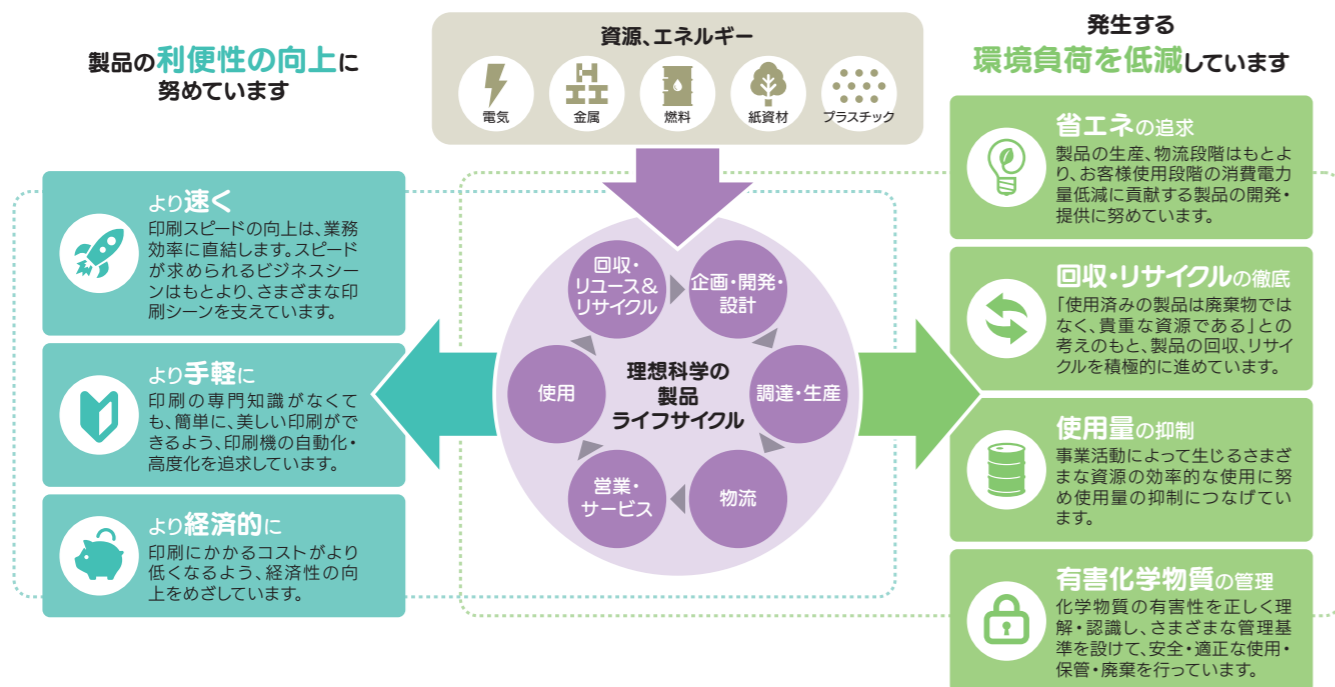 製品の利便性の向上に
努めています
資源、エネルギー
電気
金属
燃料
紙資材
プラスチック
発生する
環境負荷を低減しています
より速く
印刷スピードの向上は、業務
効率に直結します。スピード
が求められるビジネスシー
ンはもとより、さまざまな印
刷シーンを支えています。
より手軽に
印刷の専門知識がなくて
も、簡単に、美しい印刷がで
きるよう、印刷機の自動化・
高度化を追求しています。
より経済的に
印刷にかかるコストがより
低くなるよう、経済性の向
上をめざしています。
理想科学の
製品
ライフサイクル
企画・開発・
設計
調達・生産
物流
営業・
サービス
使用
回収・
リユース&
リサイクル
省エネの追求
製品の生産、物流段階はもとよ
り、お客様使用段階の消費電力
量低減に貢献する製品の開発・
提供に努めています。
回収・リサイクルの徹底
「使用済みの製品は廃棄物では
なく、貴重な資源である」との
考えのもと、製品の回収、リサイ
クルを積極的に進めています。
使用量の抑制
事業活動によって生じるさまざ
まな資源の効率的な使用に努
め使用量の抑制につなげてい
ます。
有害化学物質の管理
化学物質の有害性を正しく理
解・認識し、さまざまな管理基
準を設けて、安全・適正な使用・
保管・廃棄を行っています。